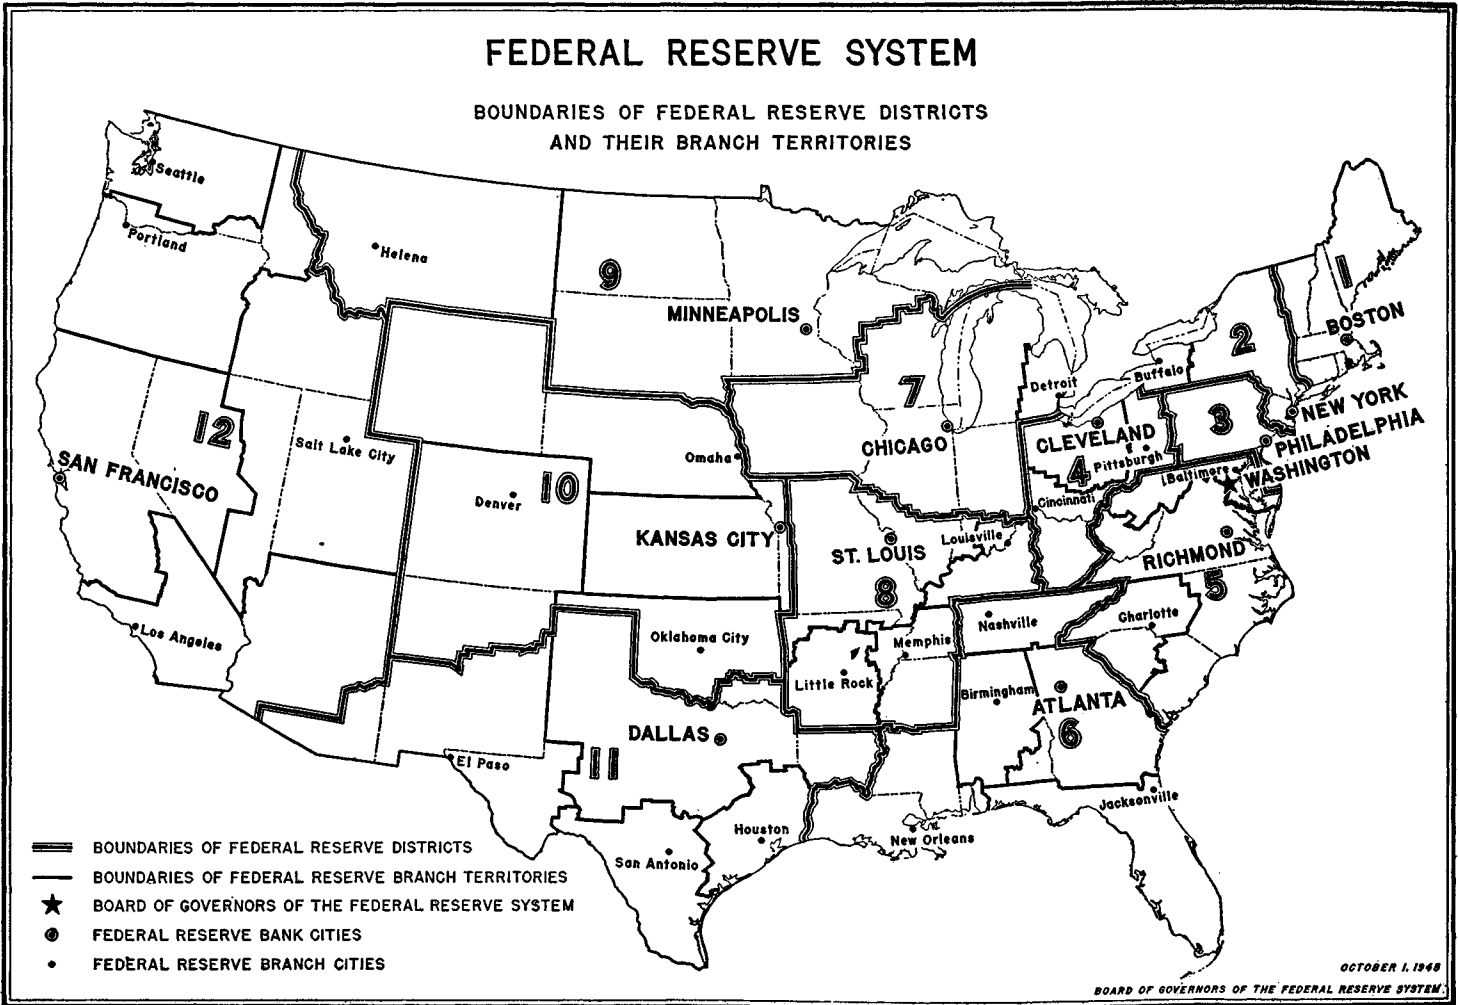 FEDERAL RESERVE SYSTEM
BOUNDARIES OF FEDERAL RESERVE DISTRICTS
AND THEIR BRANCH TERRITORIES
Seattle
Portland
Helena
9
MINNEAPOLIS
1
BOSTON
2
Buffalo
7
Detroit
CHICAGO
CLEVELAND
4
Pittsburgh
Cincinnati
3
NEW YORK
PHILADELPHIA
WASHINGTON
Baltimore
12
Salt Lake City
SAN FRANCISCO
Omaha
Denver
10
KANSAS CITY
ST. LOUIS
8
Louisville
RICHMOND
5
Los Angeles
Oklahoma City
Memphis
Nashville
Charlotte
Little Rock
Birmingham
ATLANTA
6
DALLAS
11
El Paso
Houston
San Antonio
New Orleans
Jacksonville
BOUNDARIES OF FEDERAL RESERVE DISTRICTS
BOUNDARIES OF FEDERAL RESERVE BRANCH TERRITORIES
BOARD OF GOVERNORS OF THE FEDERAL RESERVE SYSTEM
FEDERAL RESERVE BANK CITIES
FEDERAL RESERVE BRANCH CITIES
OCTOBER 1, 1948
BOARD OF GOVERNORS OF THE FEDERAL RESERVE SYSTEM